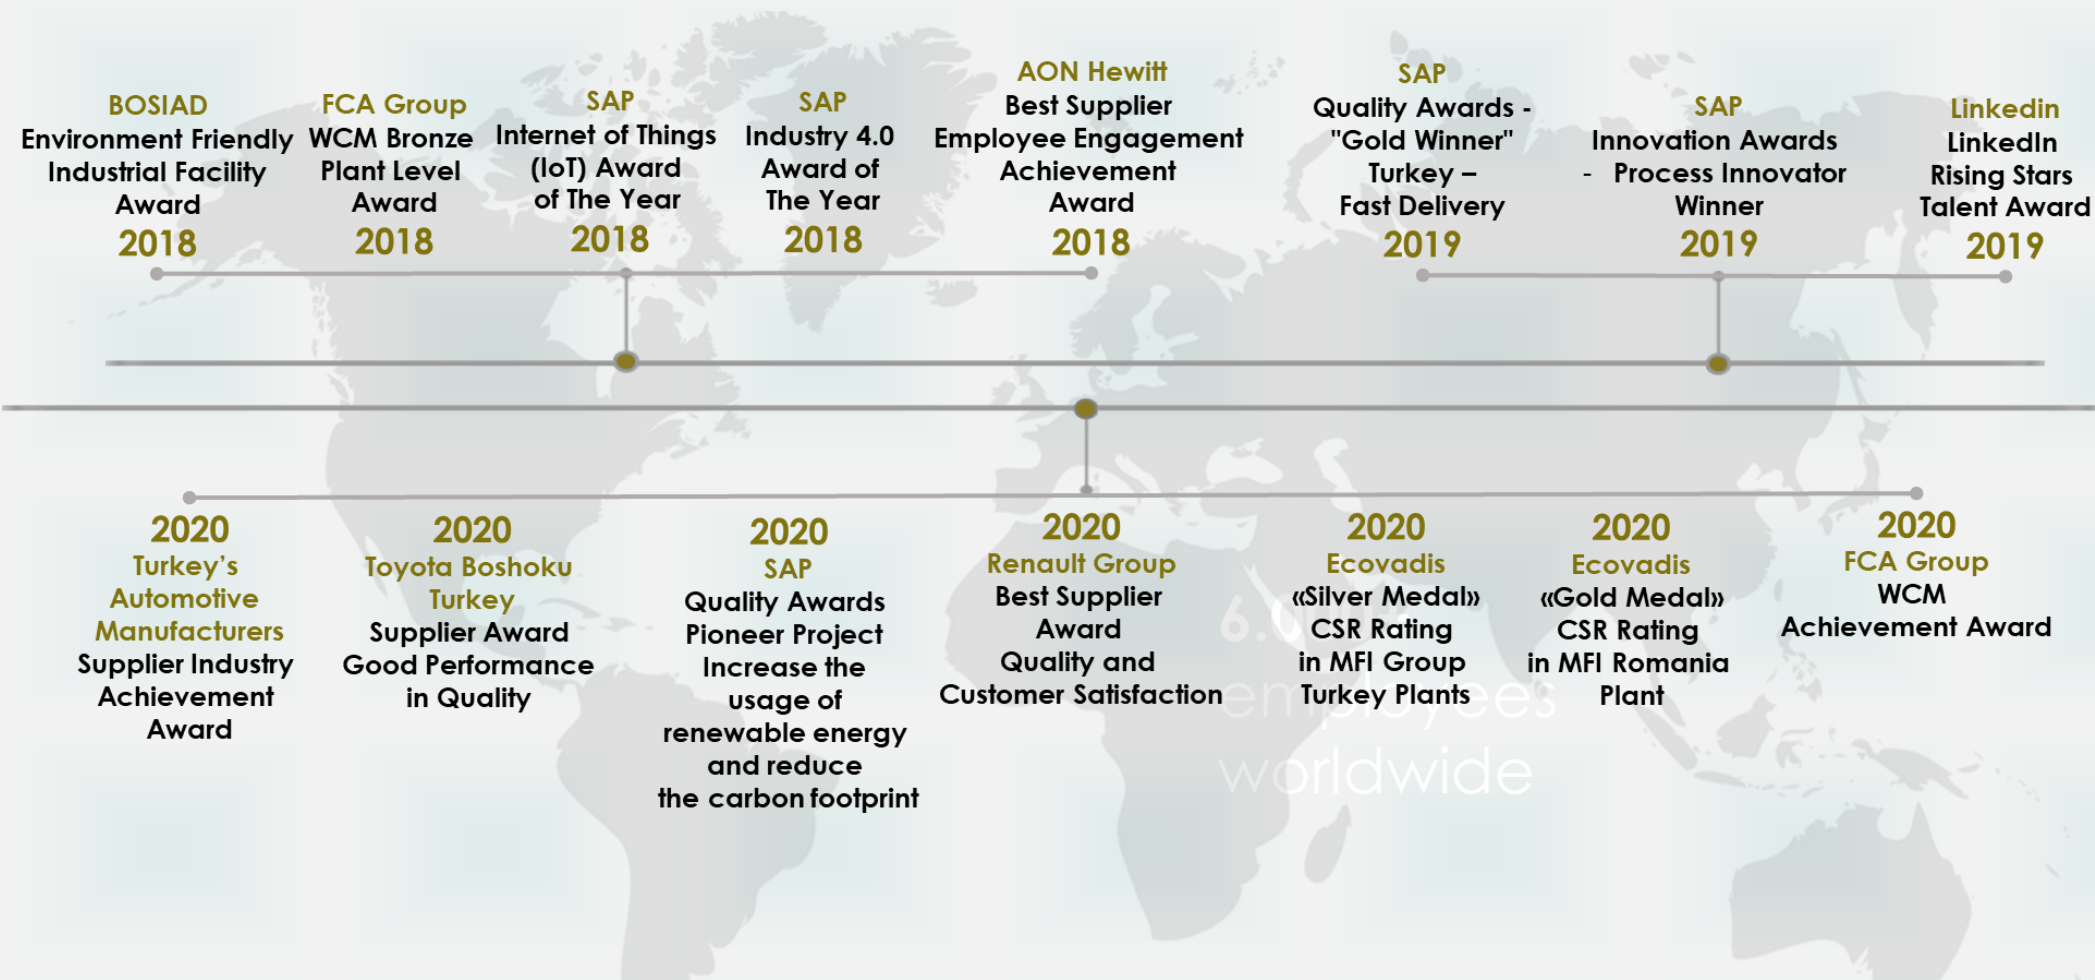 BOSIAD
Environment Friendly
Industrial Facility
Award
2018
FCA Group
WCM Bronze
Plant Level
Award
2018
SAP
Internet of Things
(IoT) Award
of The Year
2018
SAP
Industry 4.0
Award of
The Year
2018
AON Hewitt
Best Supplier
Employee Engagement
Achievement
Award
2018
SAP
Quality Awards -
"Gold Winner"
Turkey –
Fast Delivery
2019
SAP
Innovation Awards
- Process Innovator
Winner
2019
Linkedin
LinkedIn
Rising Stars
Talent Award
2019
2020
Turkey’s
Automotive
Manufacturers
Supplier Industry
Achievement
Award
2020
Toyota Boshoku
Turkey
Supplier Award
Good Performance
in Quality
2020
SAP
Quality Awards
Pioneer Project
Increase the
usage of
renewable energy
and reduce
the carbon footprint
2020
Renault Group
Best Supplier
Award
Quality and
Customer Satisfaction
2020
Ecovadis
«Silver Medal»
CSR Rating
in MFI Group
Turkey Plants
2020
Ecovadis
«Gold Medal»
CSR Rating
in MFI Romania
Plant
2020
FCA Group
WCM
Achievement Award
employees
worldwide